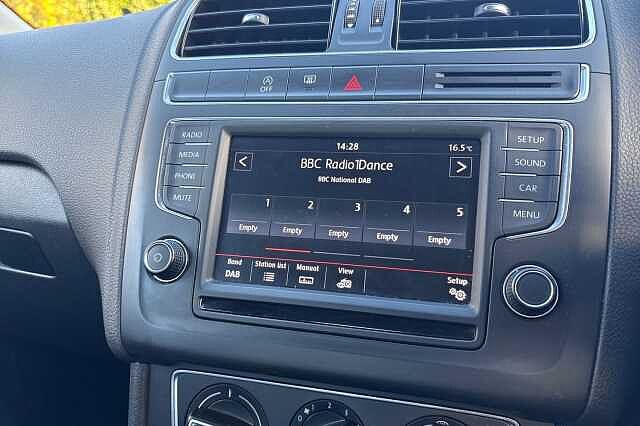 OFF
RADIO
MEDIA
PHONE
MUTE
14:28
16.5°C
<
BBC Radio1Dance
>
BBC National DAB
1 2 3 4 5
Empty Empty Empty Empty Empty
Band Station List Manual View Setup
DAB
SETUP
SOUND
CAR
MENU